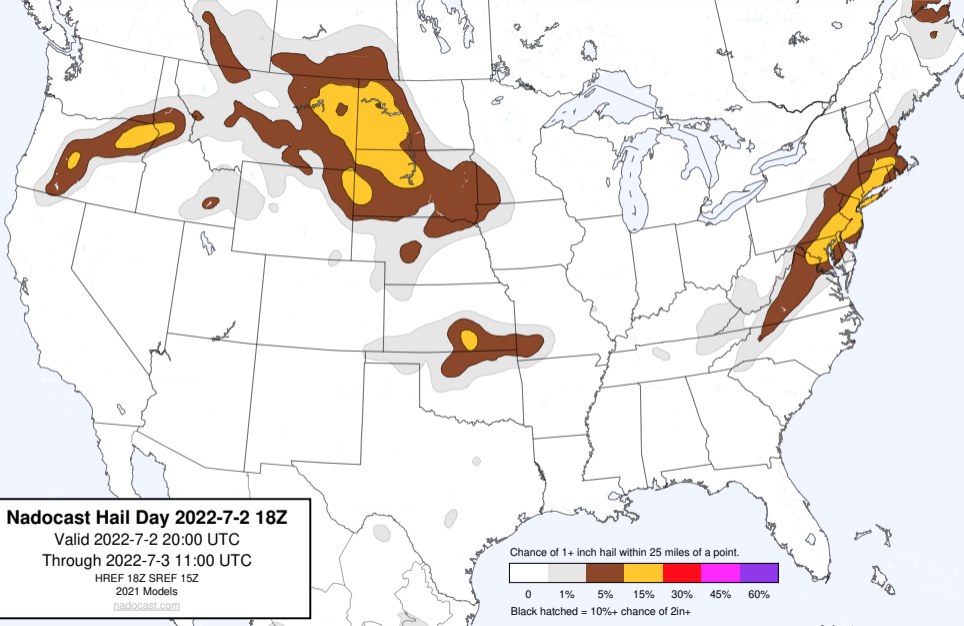 Nadocast Hail Day 2022-7-2 18Z
Valid 2022-7-2 20:00 UTC
Through 2022-7-3 11:00 UTC
HREF 18Z SREF 15Z
2021 Models
nadocast.com
Chance of 1+ inch hail within 25 miles of a point.
0 1% 5% 15% 30% 45% 60%
Black hatched = 10%+ chance of 2in+